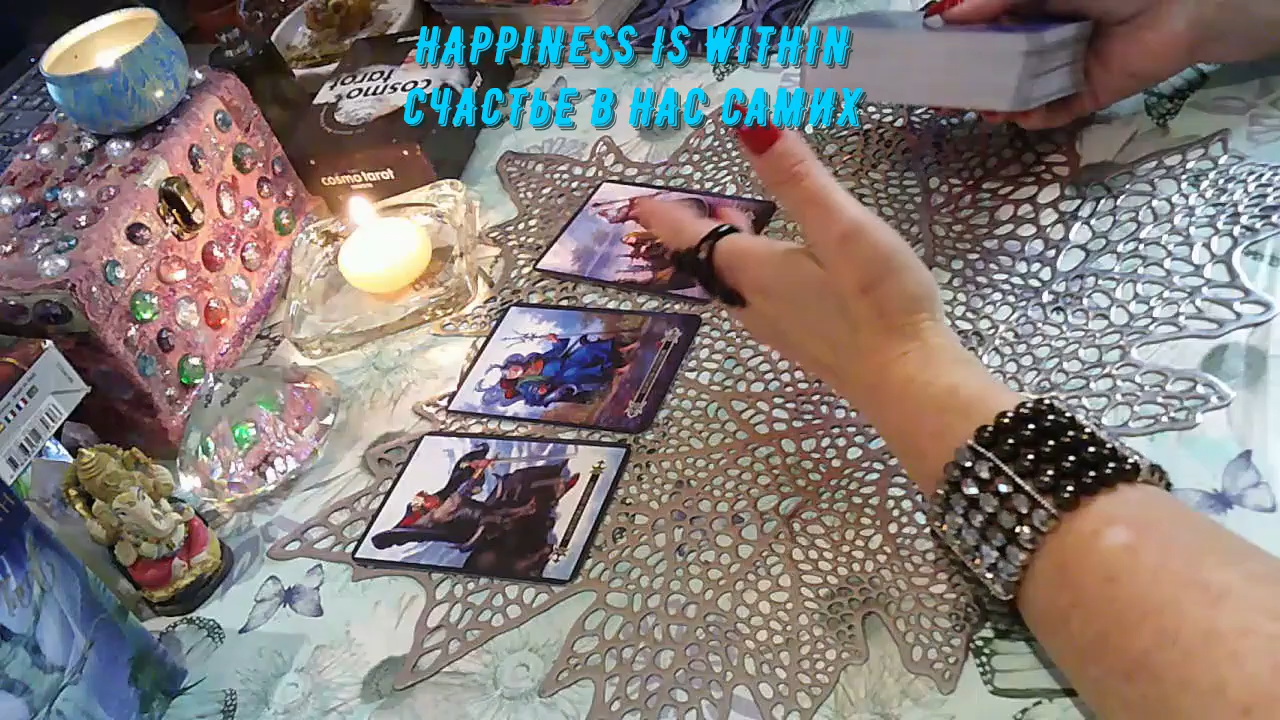 HAPPINESS IS WITHIN
СЧАСТЬЕ В НАС САМИХ
cosmo
tarot
cosmo tarot